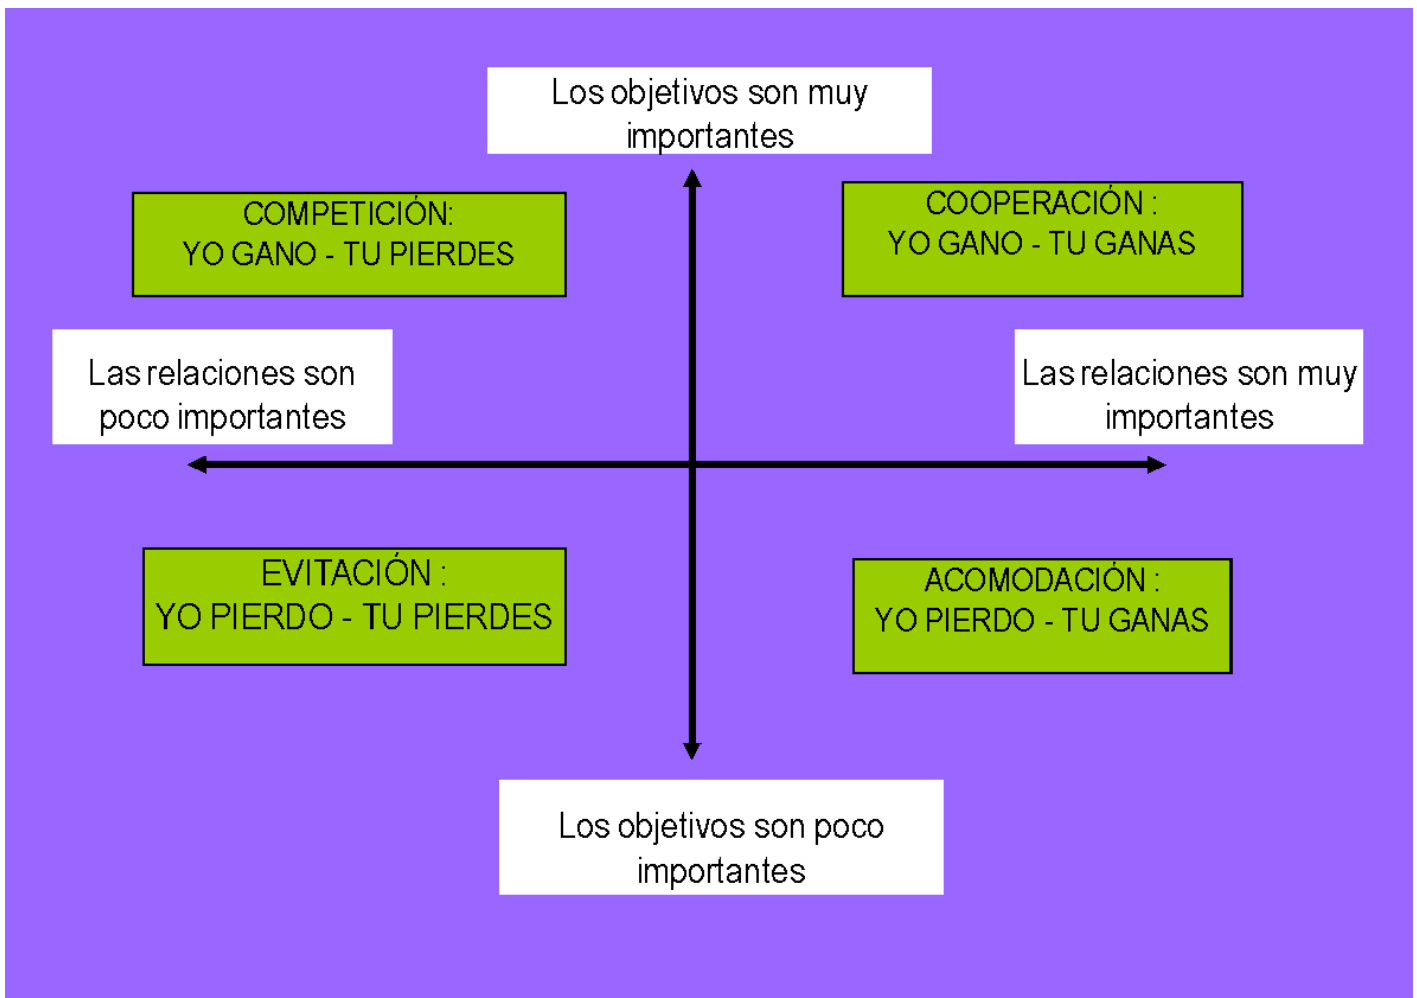 Los objetivos son muy
importantes
COMPETICIÓN:
YO GANO - TU PIERDES
COOPERACIÓN :
YO GANO - TU GANAS
Las relaciones son
poco importantes
Las relaciones son muy
importantes
EVITACIÓN :
YO PIERDO - TU PIERDES
ACOMODACIÓN :
YO PIERDO - TU GANAS
Los objetivos son poco
importantes